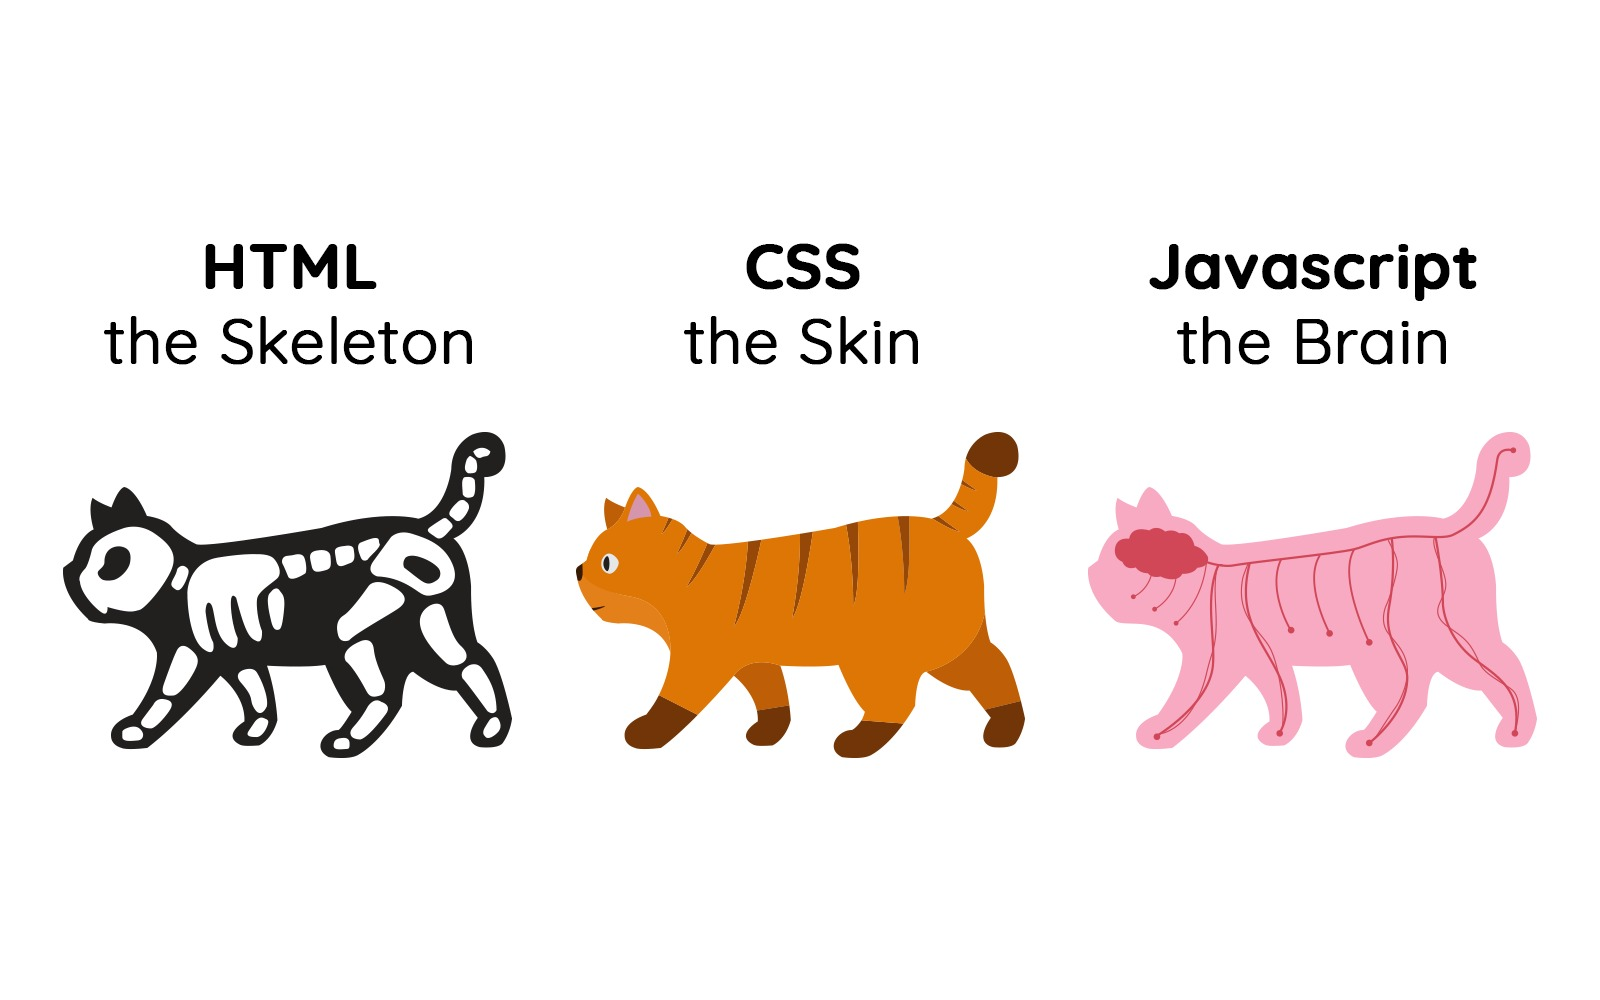 HTML
the Skeleton
CSS
the Skin
Javascript
the Brain